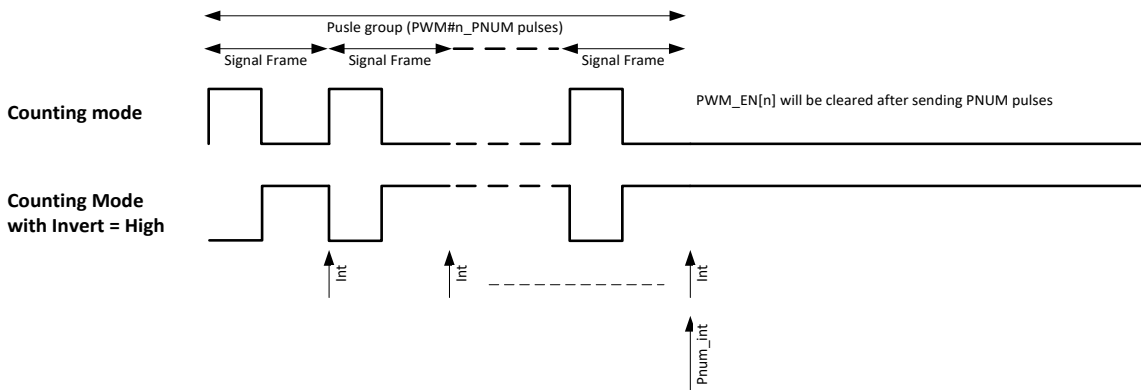 Pusle group (PWM#n_PNUM pulses)
Signal Frame
Signal Frame
Signal Frame
Counting mode
PWM_EN[n] will be cleared after sending PNUM pulses
Counting Mode
with Invert = High
Int
Int
Int
Pnum_int